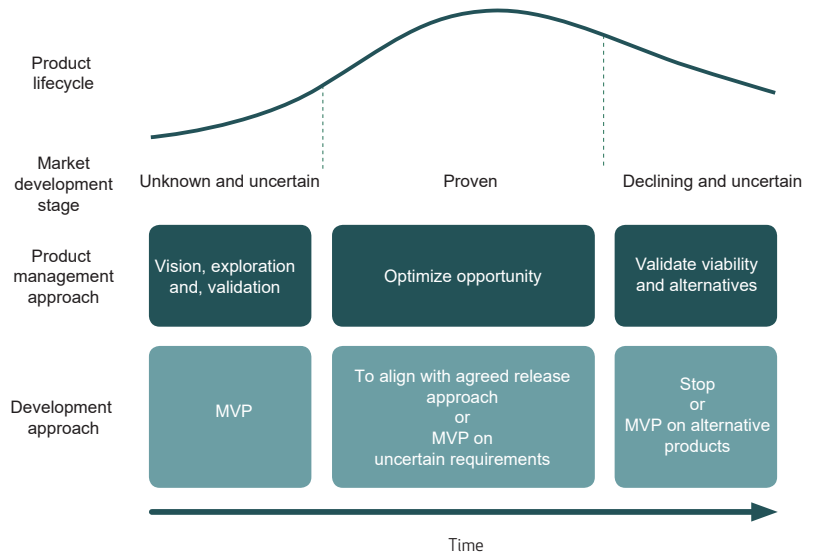 Product
lifecycle
Market
development
stage
Unknown and uncertain
Proven
Declining and uncertain
Product
management
approach
Vision, exploration
and, validation
Optimize opportunity
Validate viability
and alternatives
Development
approach
MVP
To align with agreed release
approach
or
MVP on
uncertain requirements
Stop
or
MVP on alternative
products
Time